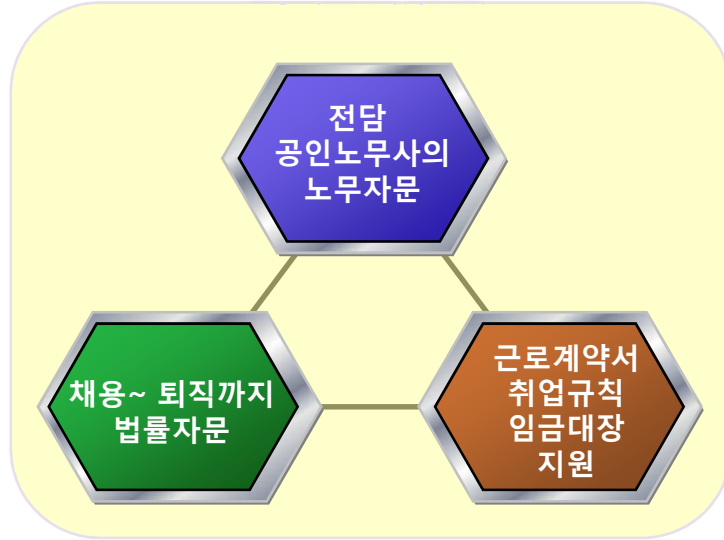 전담
공인노무사의
노무자문
채용~ 퇴직까지
법률자문
근로계약서
취업규칙
임금대장
지원